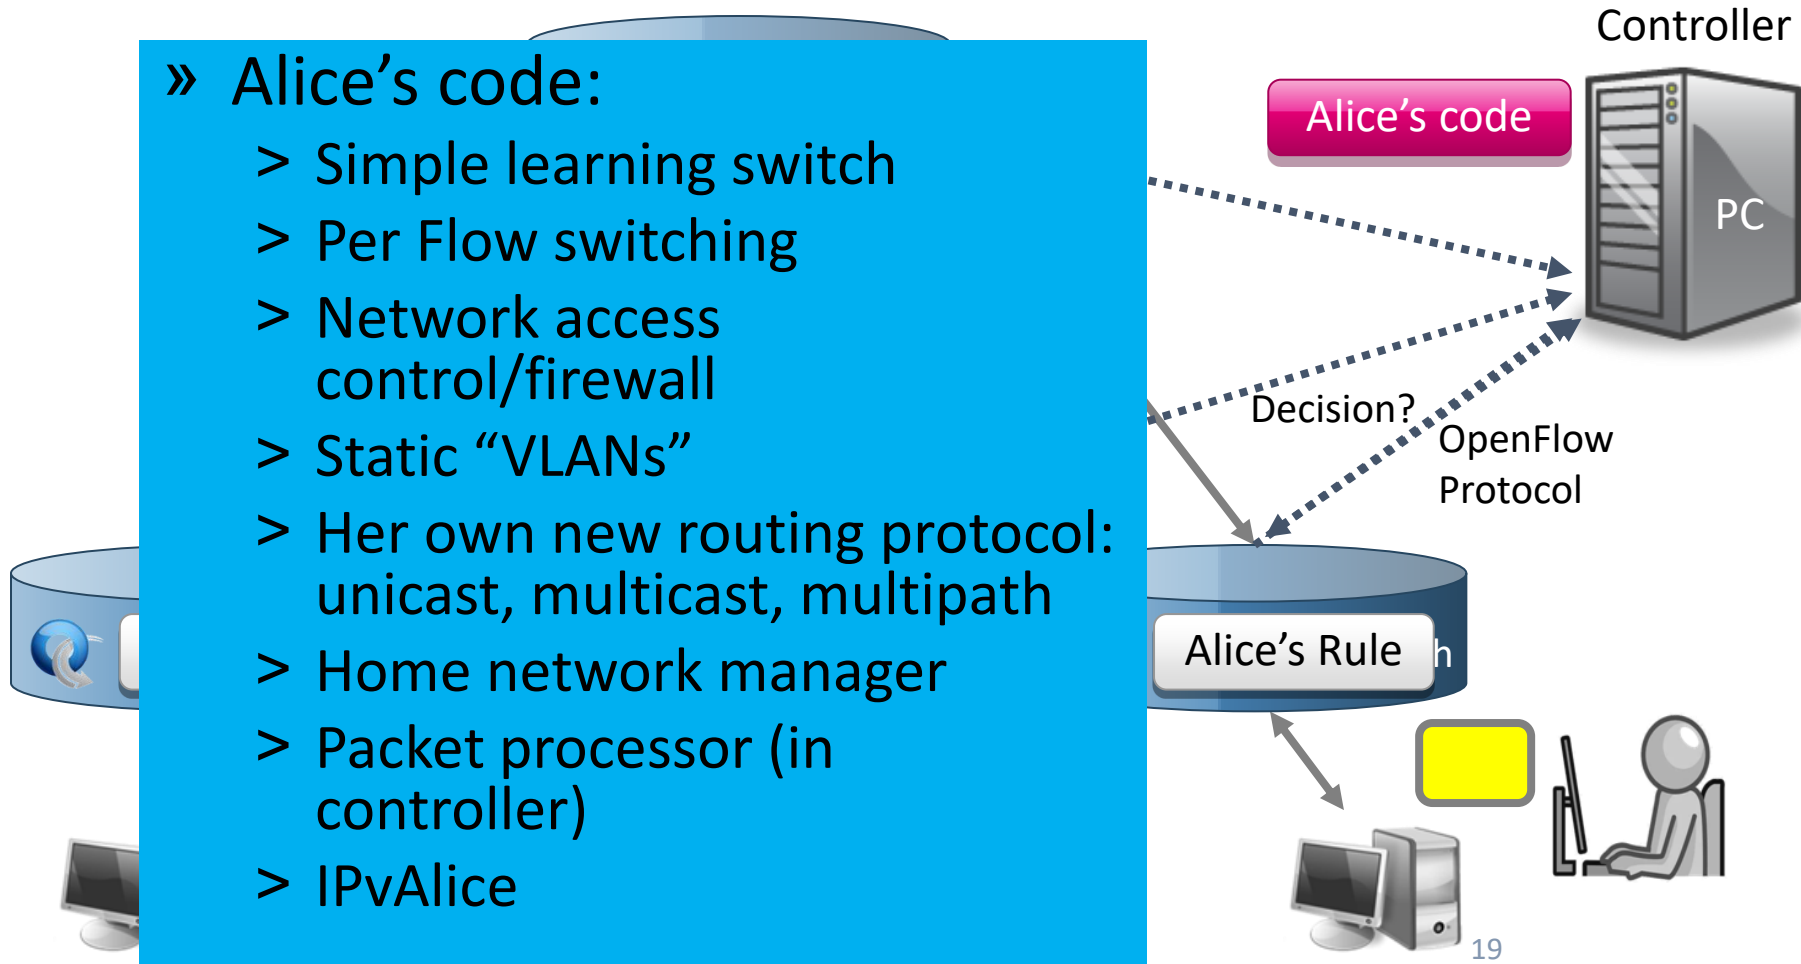 Controller
» Alice’s code:
> Simple learning switch
> Per Flow switching
> Network access
control/firewall
> Static “VLANs”
> Her own new routing protocol:
unicast, multicast, multipath
> Home network manager
> Packet processor (in
controller)
> IPvAlice
Alice’s code
PC
Decision?
OpenFlow
Protocol
Alice’s Rule
h
19